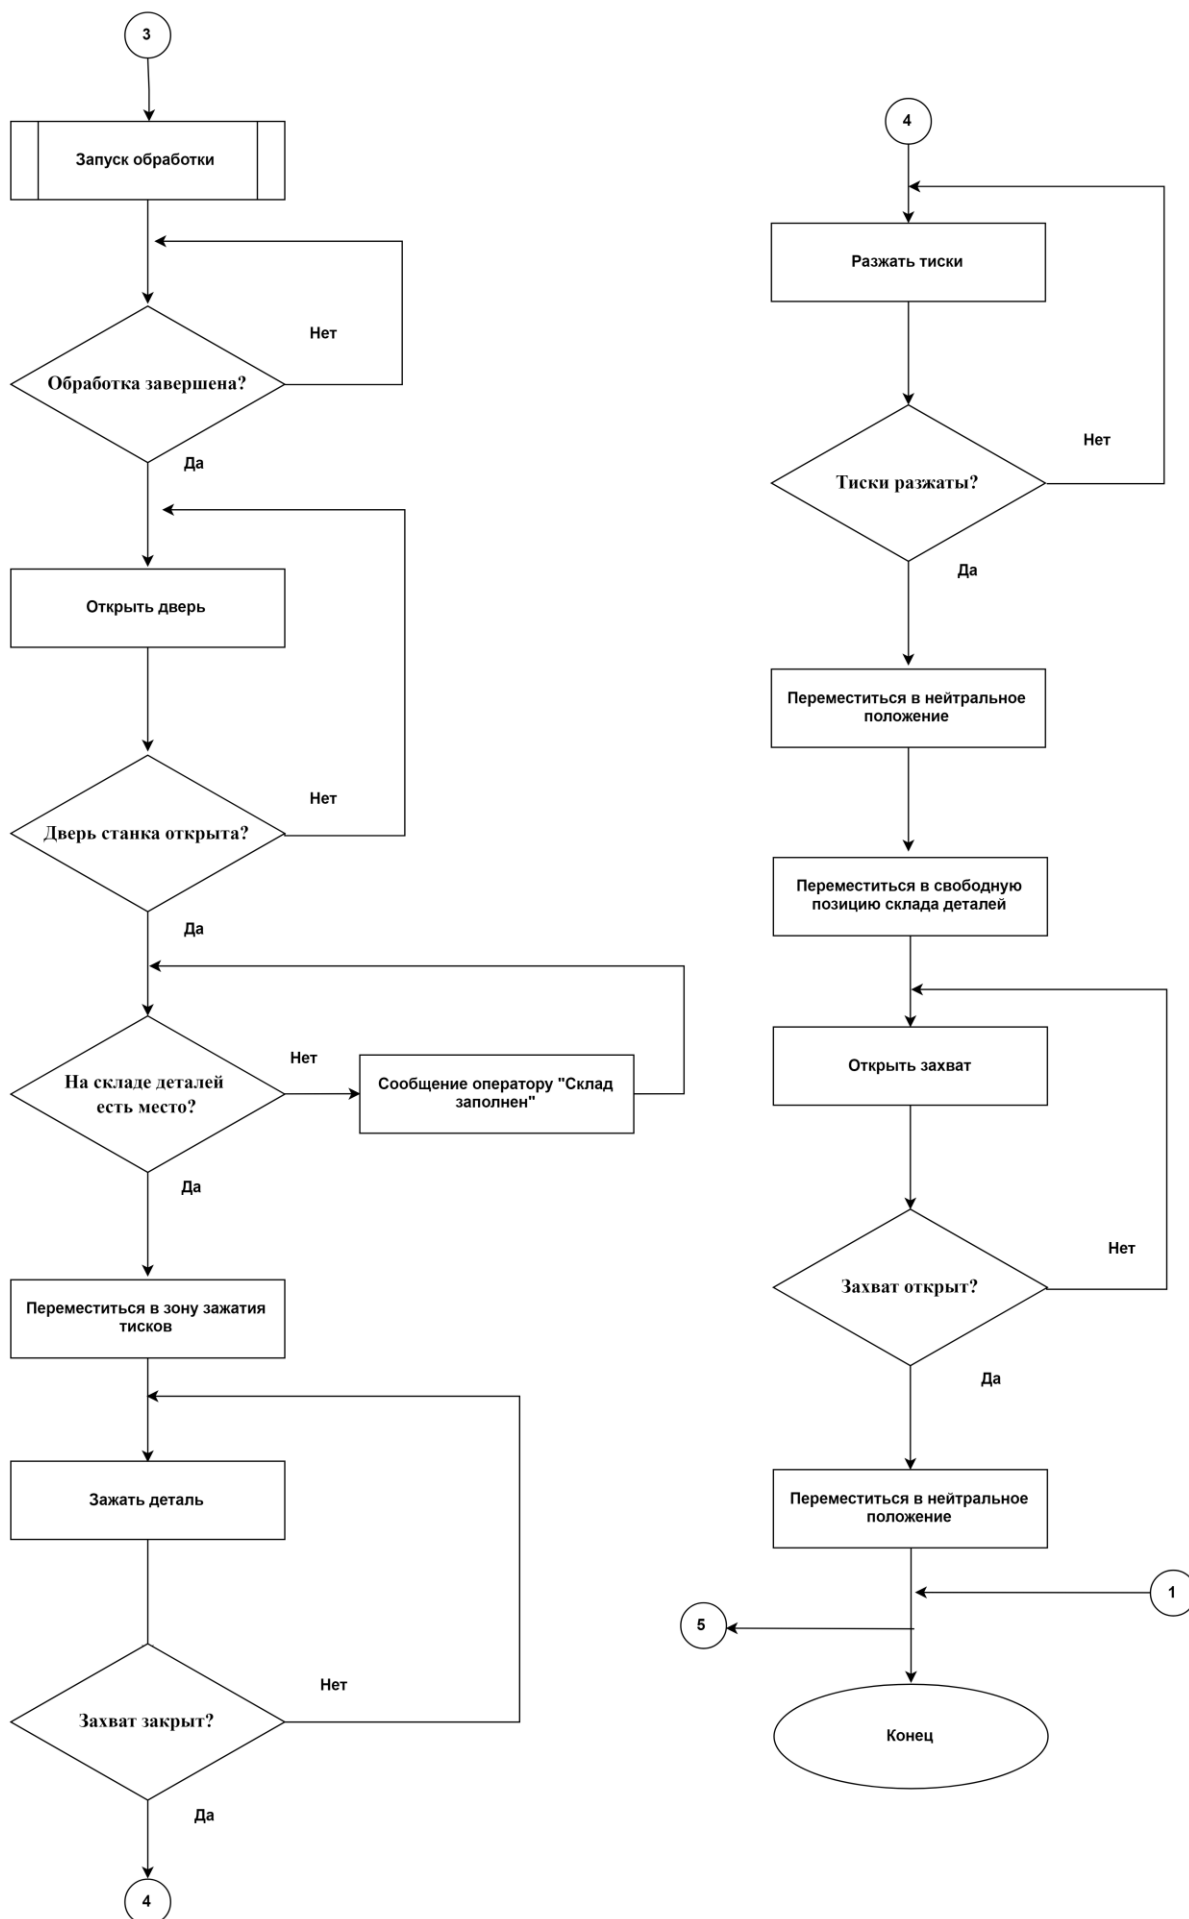 3
Запуск обработки
Нет
Обработка завершена?
Да
Открыть дверь
Нет
Дверь станка открыта?
Да
На складе деталей
есть место?
Нет
Сообщение оператору "Склад
заполнен"
Да
Переместиться в зону зажатия
тисков
Зажать деталь
Нет
Захват закрыт?
Да
4
4
Разжать тиски
Нет
Тиски разжаты?
Да
Переместиться в нейтральное
положение
Переместиться в свободную
позицию склада деталей
Открыть захват
Нет
Захват открыт?
Да
Переместиться в нейтральное
положение
1
5
Конец